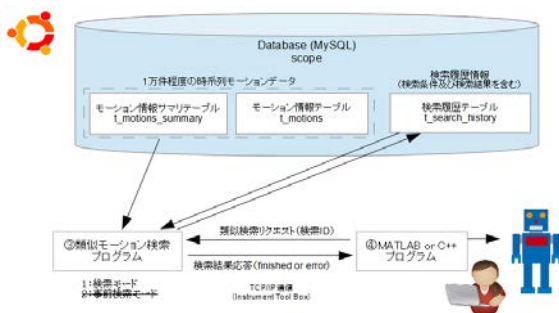 Database (MySQL)
scope
1万件程度の時系列モーションデータ
検索履歴情報
(検索条件及び検索結果を含む)
モーション情報サマリテーブル
t_motions_summary
モーション情報テーブル
t_motions
検索履歴テーブル
t_search_history
③類似モーション検索
プログラム
類似検索リクエスト(検索ID)
④MATLAB or C++
プログラム
検索結果応答(finished or error)
1:検索モード
2:事前検索モード
TCP/IP通信
(Instrument Tool Box)